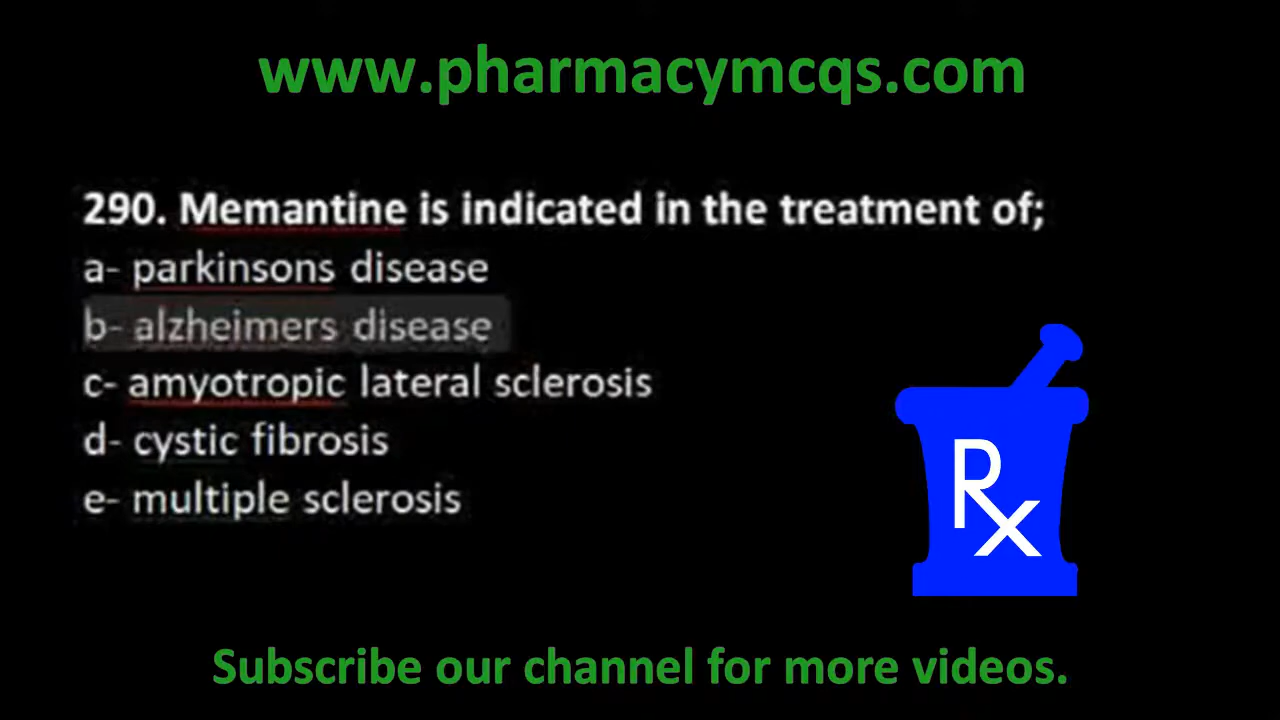 www.pharmacymcqs.com
290. Memantine is indicated in the treatment of;
a- parkinsons disease
b- alzheimers disease
c- amyotropic lateral sclerosis
d- cystic fibrosis
e- multiple sclerosis
Rx
Subscribe our channel for more videos.